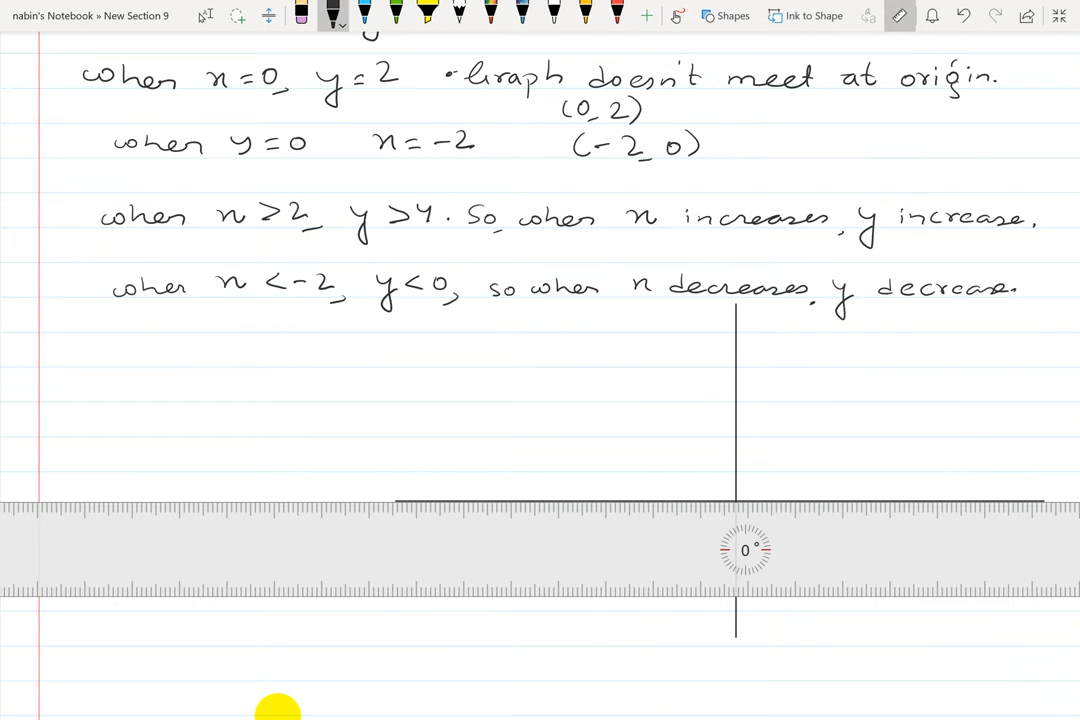 nabin's Notebook » New Section 9
Shapes
Ink to Shape
when x=0, y=2 · Graph doesn't meet at origin.
(0, 2)
when y=0 x=-2 (-2, 0)
when x>2, y>4. So, when x increases, y increase.
when x<-2, y<0, so when x decreases, y decrease.
0°